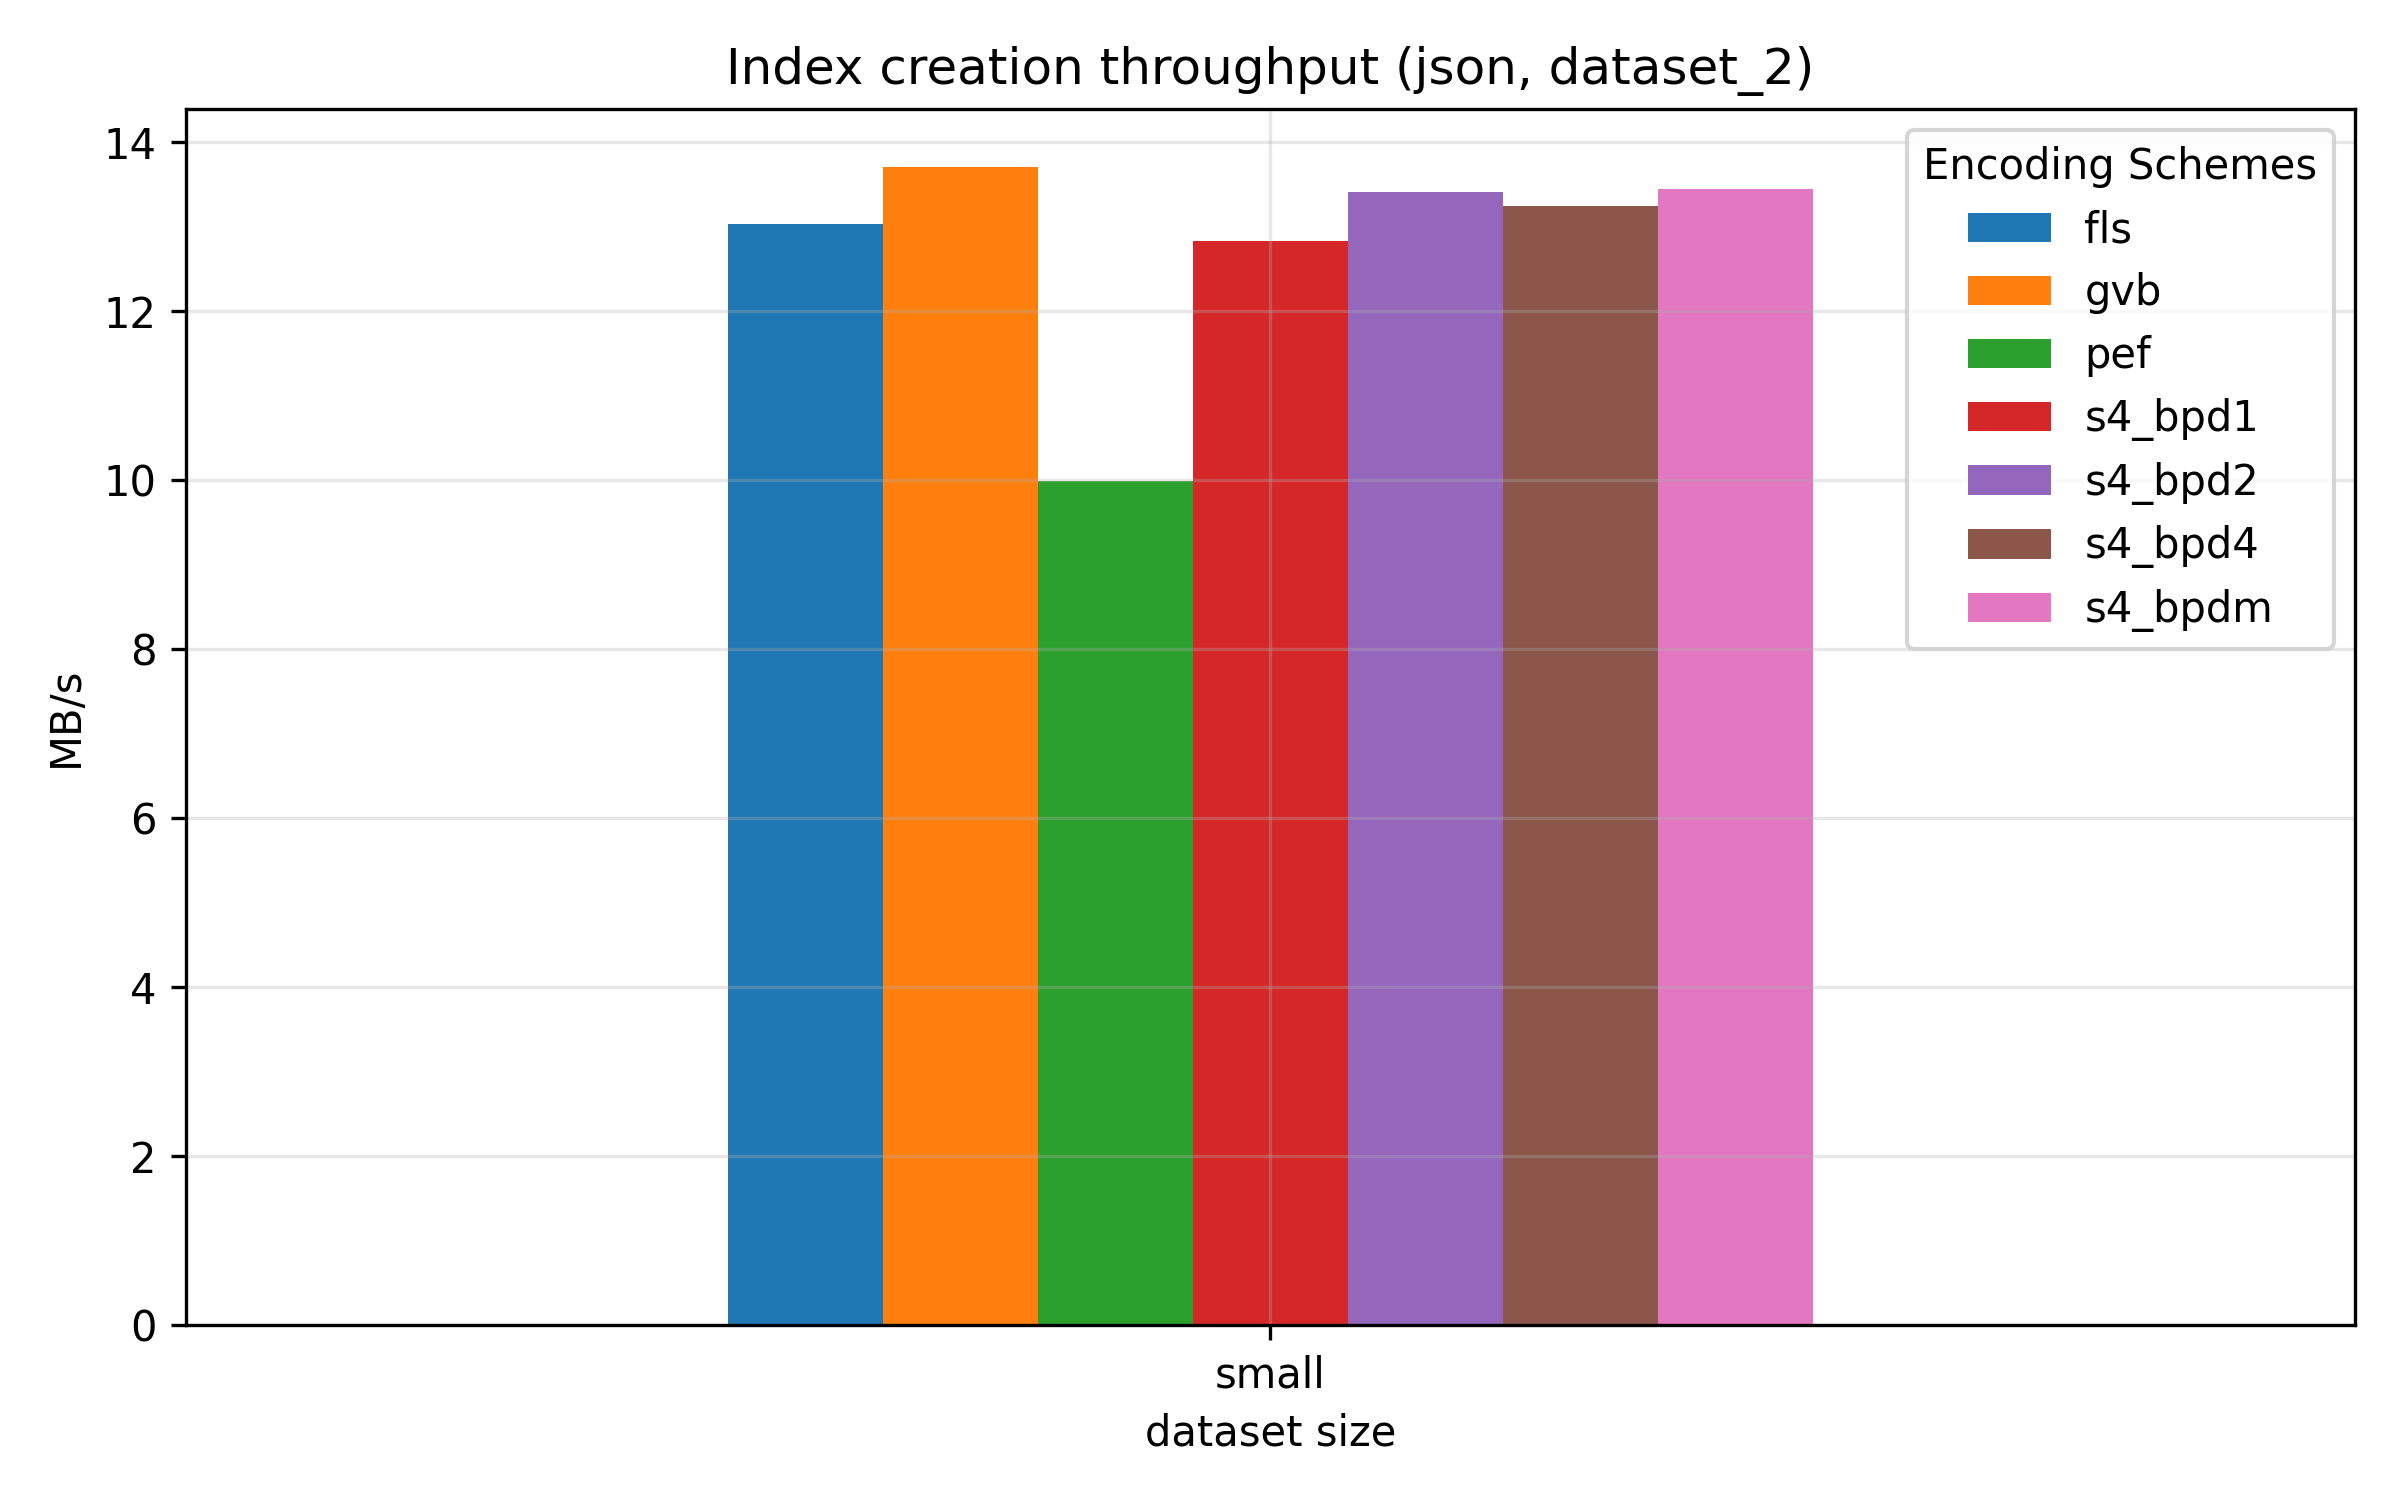 Index creation throughput (json, dataset_2)
14
12
10
8
6
4
2
0
MB/s
small
dataset size
Encoding Schemes
fls
gvb
pef
s4_bpd1
s4_bpd2
s4_bpd4
s4_bpdm